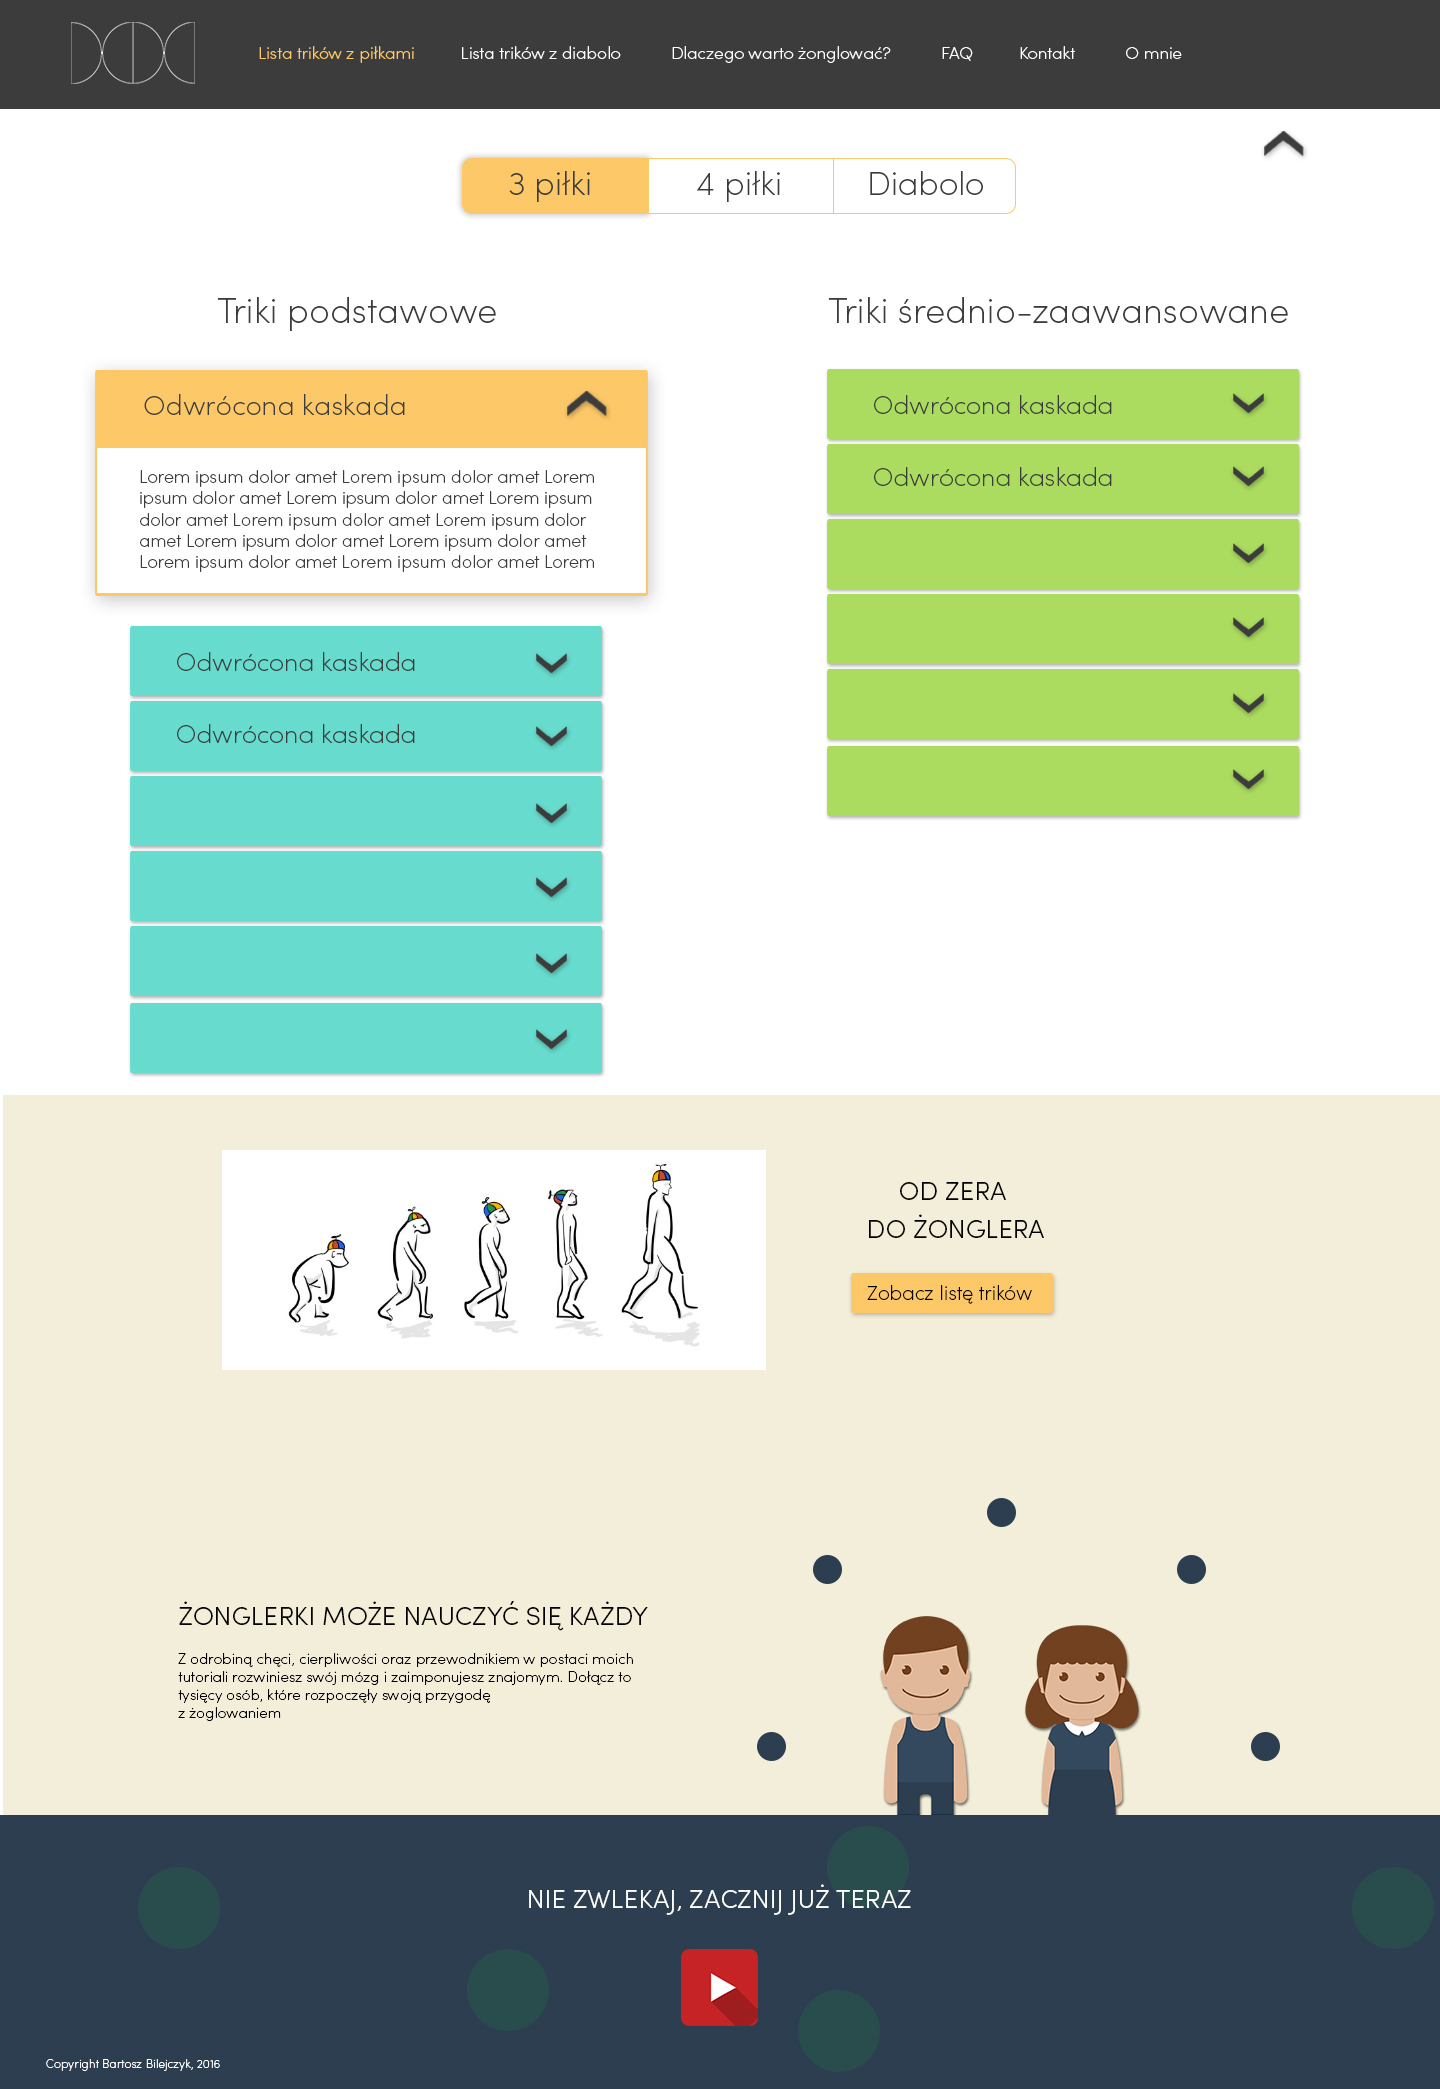 Lista trików z piłkami
Lista trików z diabolo
Dlaczego warto żonglować?
FAQ
Kontakt
O mnie
3 piłki
4 piłki
Diabolo
Triki podstawowe
Odwrócona kaskada
Lorem ipsum dolor amet Lorem ipsum dolor amet Lorem
ipsum dolor amet Lorem ipsum dolor amet Lorem ipsum
dolor amet Lorem ipsum dolor amet Lorem ipsum dolor
amet Lorem ipsum dolor amet Lorem ipsum dolor amet
Lorem ipsum dolor amet Lorem ipsum dolor amet Lorem
Odwrócona kaskada
Odwrócona kaskada
Triki średnio-zaawansowane
Odwrócona kaskada
Odwrócona kaskada
OD ZERA
DO ŻONGLERA
Zobacz listę trików
ŻONGLERKI MOŻE NAUCZYĆ SIĘ KAŻDY
Z odrobiną chęci, cierpliwości oraz przewodnikiem w postaci moich
tutoriali rozwiniesz swój mózg i zaimponujesz znajomym. Dołącz to
tysięcy osób, które rozpoczęły swoją przygodę
z żoglowaniem
NIE ZWLEKAJ, ZACZNIJ JUŻ TERAZ
Copyright Bartosz Bilejczyk, 2016